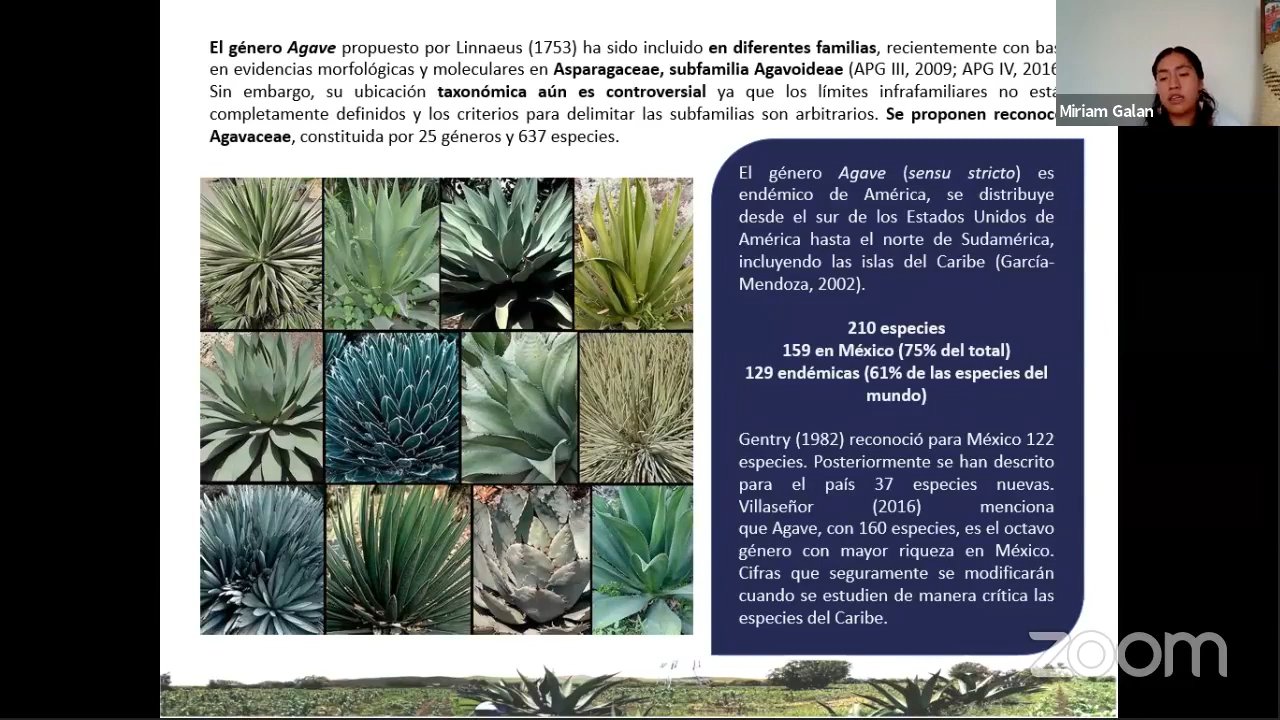 El género Agave propuesto por Linnaeus (1753) ha sido incluido en diferentes familias, recientemente con
en evidencias morfológicas y moleculares en Asparagaceae, subfamilia Agavoideae (APG III, 2009; APG IV, 2016
Sin embargo, su ubicación taxonómica aún es controversial ya que los límites infrafamiliares no
completamente definidos y los criterios para delimitar las subfamilias son arbitrarios. Se proponen
Agavaceae, constituida por 25 géneros y 637 especies.
Miriam Galan
El género Agave (sensu stricto) es
endémico de América, se distribuye
desde el sur de los Estados Unidos de
América hasta el norte de Sudamérica,
incluyendo las islas del Caribe (García-
Mendoza, 2002).
210 especies
159 en México (75% del total)
129 endémicas (61% de las especies del
mundo)
Gentry (1982) reconoció para México 122
especies. Posteriormente se han descrito
para el país 37 especies nuevas.
Villaseñor (2016) menciona
que Agave, con 160 especies, es el octavo
género con mayor riqueza en México.
Cifras que seguramente se modificarán
cuando se estudien de manera crítica las
especies del Caribe.
zoom